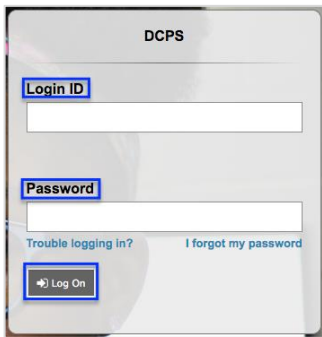 DCPS
Login ID
Password
Trouble logging in? I forgot my password
Log On